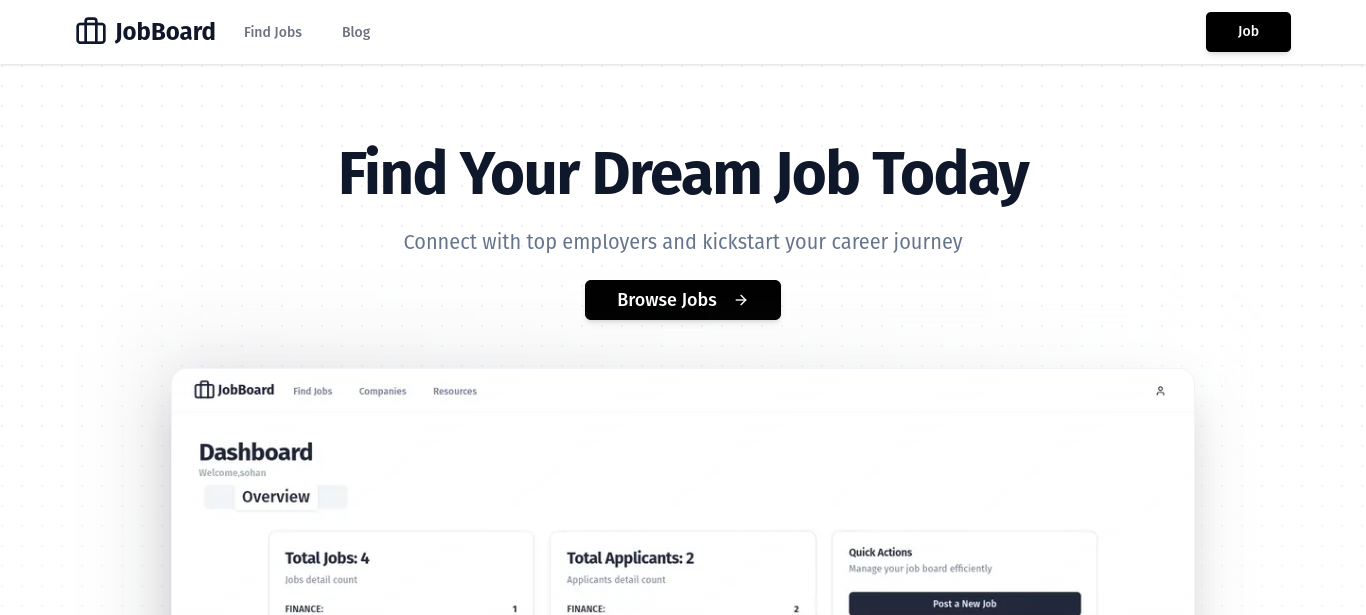 JobBoard Find Jobs Blog Job
Find Your Dream Job Today
Connect with top employers and kickstart your career journey
Browse Jobs →
JobBoard Find Jobs Companies Resources
Dashboard
Welcome,sohan
Overview
Total Jobs: 4
Jobs detail count
FINANCE: 1
Total Applicants: 2
Applicants detail count
FINANCE: 2
Quick Actions
Manage your job board efficiently
Post a New Job